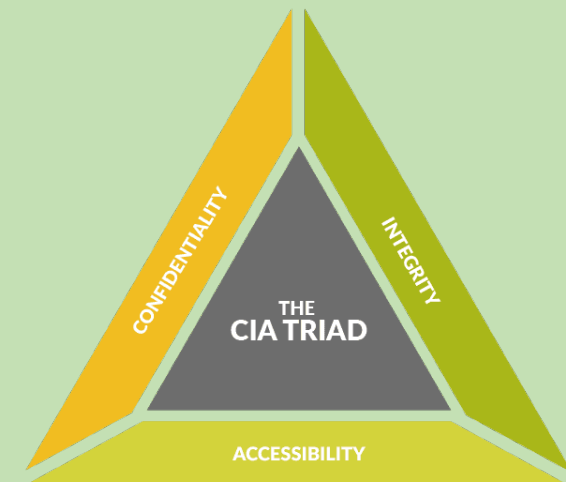 CONFIDENTIALITY
INTEGRITY
THE
CIA TRIAD
ACCESSIBILITY